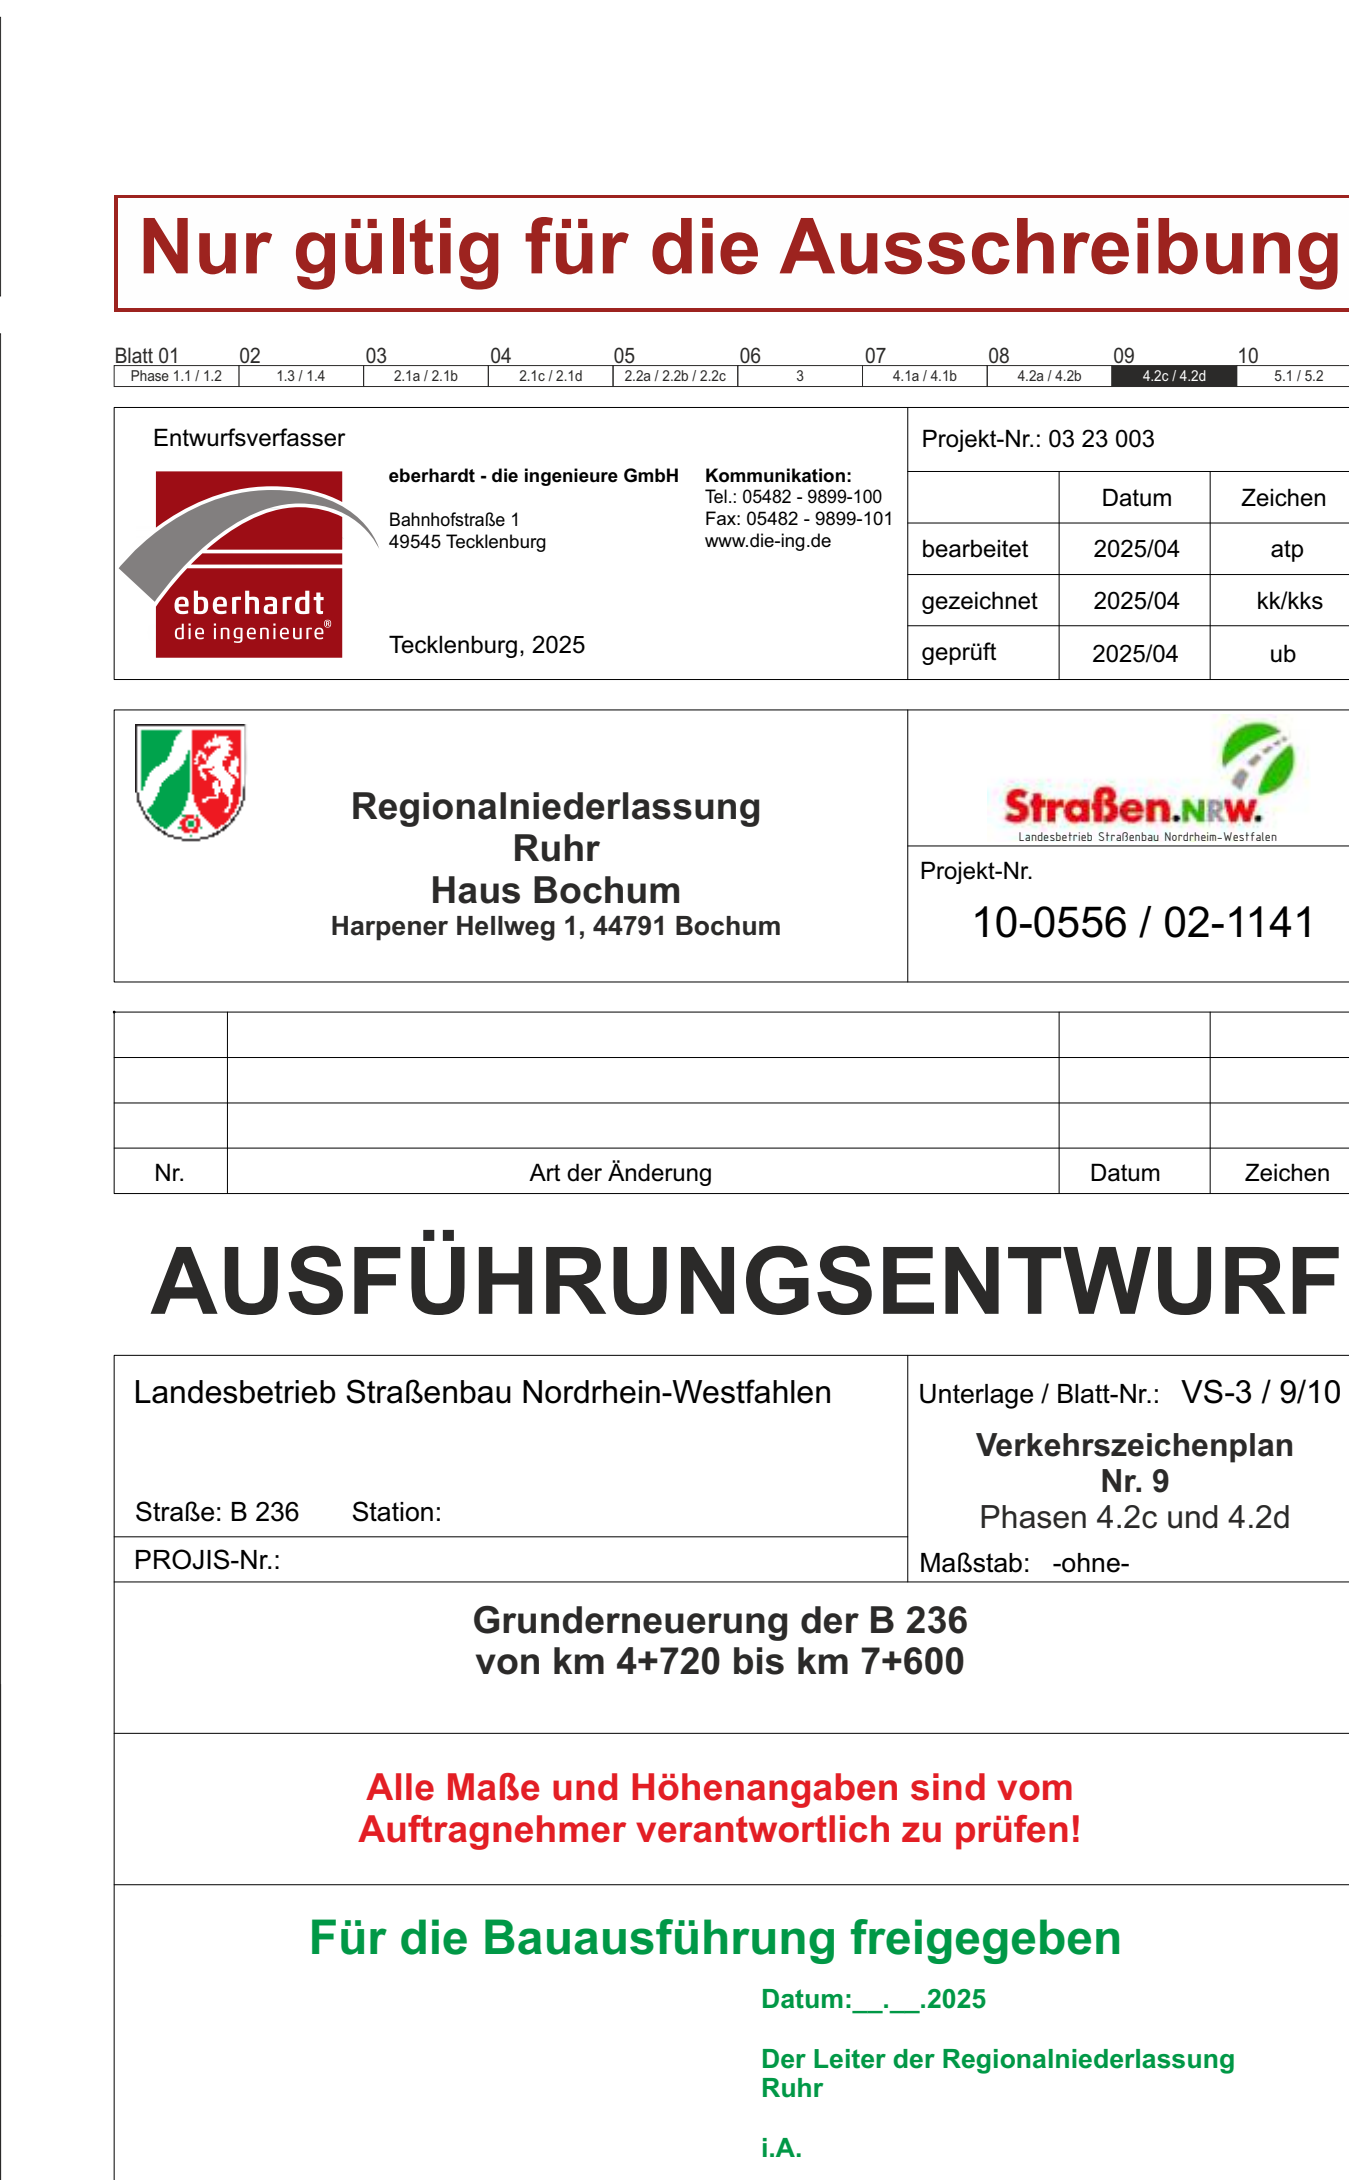 Nur gültig für die Ausschreibung
Blatt 01 02 03 04 05 06 07 08 09 10
Phase 1.1 / 1.2 1.3 / 1.4 2.1a / 2.1b 2.1c / 2.1d 2.2a / 2.2b / 2.2c 3 4.1a / 4.1b 4.2a / 4.2b 4.2c / 4.2d 5.1 / 5.2
Entwurfsverfasser
eberhardt
die ingenieure®
eberhardt - die ingenieure GmbH
Bahnhofstraße 1
49545 Tecklenburg
Tecklenburg, 2025
Kommunikation:
Tel.: 05482 - 9899-100
Fax: 05482 - 9899-101
www.die-ing.de
Projekt-Nr.: 03 23 003
Datum Zeichen
bearbeitet 2025/04 atp
gezeichnet 2025/04 kk/kks
geprüft 2025/04 ub
Regionalniederlassung
Ruhr
Haus Bochum
Harpener Hellweg 1, 44791 Bochum
Straßen.NRW.
Landesbetrieb Straßenbau Nordrheim-Westfalen
Projekt-Nr.
10-0556 / 02-1141
Nr. Art der Änderung Datum Zeichen
AUSFÜHRUNGSENTWURF
Landesbetrieb Straßenbau Nordrhein-Westfahlen
Straße: B 236 Station:
PROJIS-Nr.:
Unterlage / Blatt-Nr.: VS-3 / 9/10
Verkehrszeichenplan
Nr. 9
Phasen 4.2c und 4.2d
Maßstab: -ohne-
Grunderneuerung der B 236
von km 4+720 bis km 7+600
Alle Maße und Höhenangaben sind vom
Auftragnehmer verantwortlich zu prüfen!
Für die Bauausführung freigegeben
Datum:__.__.2025
Der Leiter der Regionalniederlassung
Ruhr
i.A.